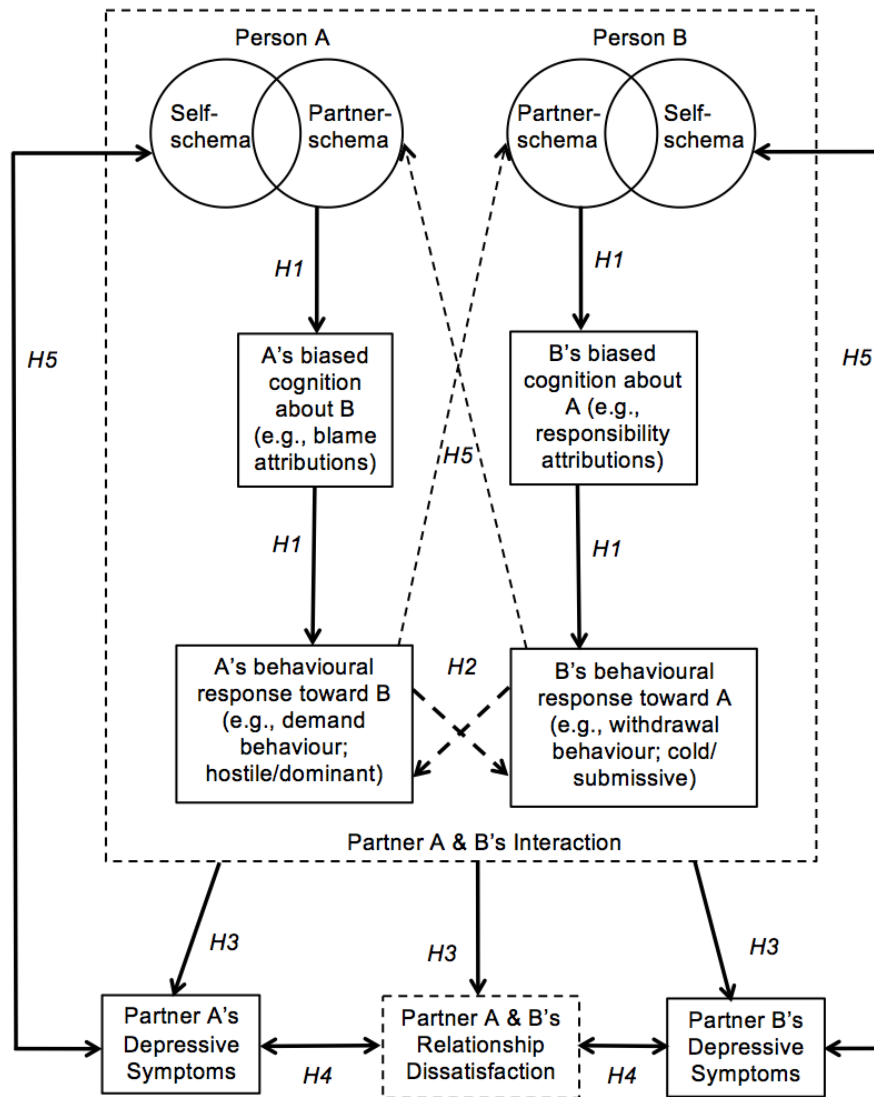 Person A
Person B
Self-
schema
Partner-
schema
Partner-
schema
Self-
schema
H1
H1
H5
A's biased
cognition
about B
(e.g., blame
attributions)
B's biased
cognition about
A (e.g.,
responsibility
attributions)
H5
H5
H1
H1
A's behavioural
response toward B
(e.g., demand
behaviour;
hostile/dominant)
H2
B's behavioural
response toward A
(e.g., withdrawal
behaviour; cold/
submissive)
Partner A & B's Interaction
H3
H3
H3
Partner A's
Depressive
Symptoms
H4
Partner A & B's
Relationship
Dissatisfaction
H4
Partner B's
Depressive
Symptoms